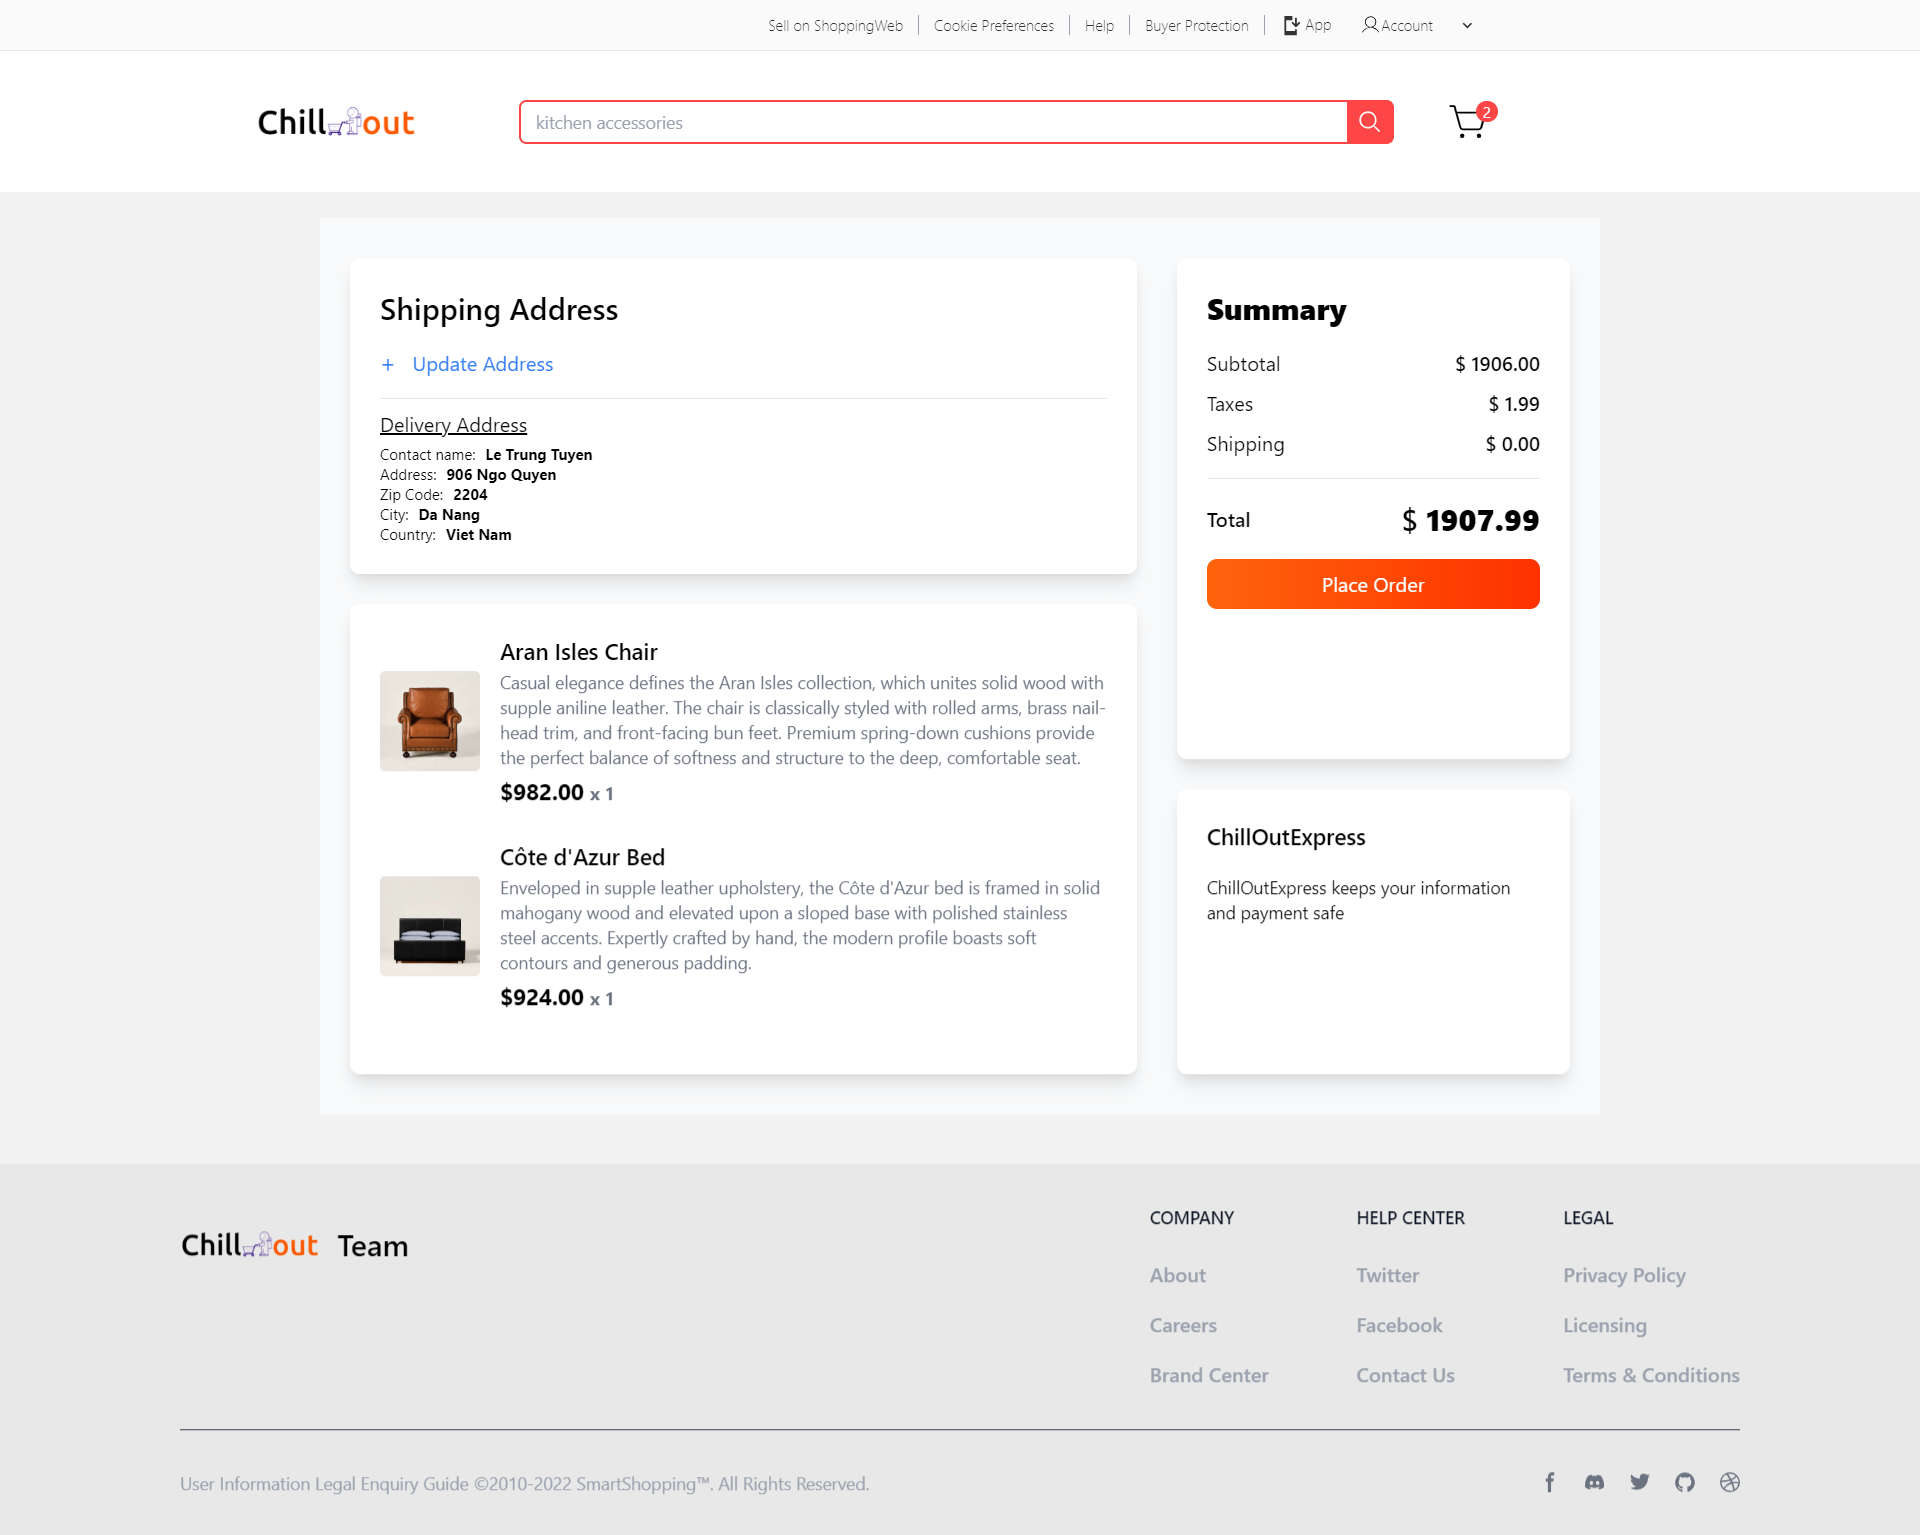 Sell on ShoppingWeb
Cookie Preferences
Help
Buyer Protection
App
Account
Chillout
kitchen accessories
2
Shipping Address
+ Update Address
Delivery Address
Contact name: Le Trung Tuyen
Address: 906 Ngo Quyen
Zip Code: 2204
City: Da Nang
Country: Viet Nam
Aran Isles Chair
Casual elegance defines the Aran Isles collection, which unites solid wood with
supple aniline leather. The chair is classically styled with rolled arms, brass nail-
head trim, and front-facing bun feet. Premium spring-down cushions provide
the perfect balance of softness and structure to the deep, comfortable seat.
$982.00 x 1
Côte d'Azur Bed
Enveloped in supple leather upholstery, the Côte d'Azur bed is framed in solid
mahogany wood and elevated upon a sloped base with polished stainless
steel accents. Expertly crafted by hand, the modern profile boasts soft
contours and generous padding.
$924.00 x 1
Summary
Subtotal $ 1906.00
Taxes $ 1.99
Shipping $ 0.00
Total $ 1907.99
Place Order
ChillOutExpress
ChillOutExpress keeps your information
and payment safe
Chillout Team
COMPANY
About
Careers
Brand Center
HELP CENTER
Twitter
Facebook
Contact Us
LEGAL
Privacy Policy
Licensing
Terms & Conditions
User Information Legal Enquiry Guide ©2010-2022 SmartShopping™. All Rights Reserved.